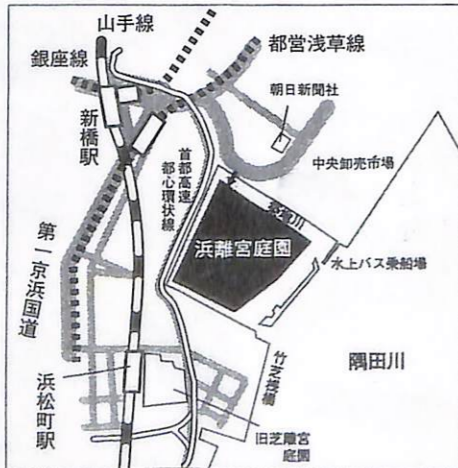 山手線
銀座線
都営浅草線
朝日新聞社
新橋駅
首都高速
都心環状線
中央卸売市場
浜離宮庭園
水上バス乗船場
第一京浜国道
隅田川
竹芝桟橋
浜松町駅
旧芝離宮
庭園